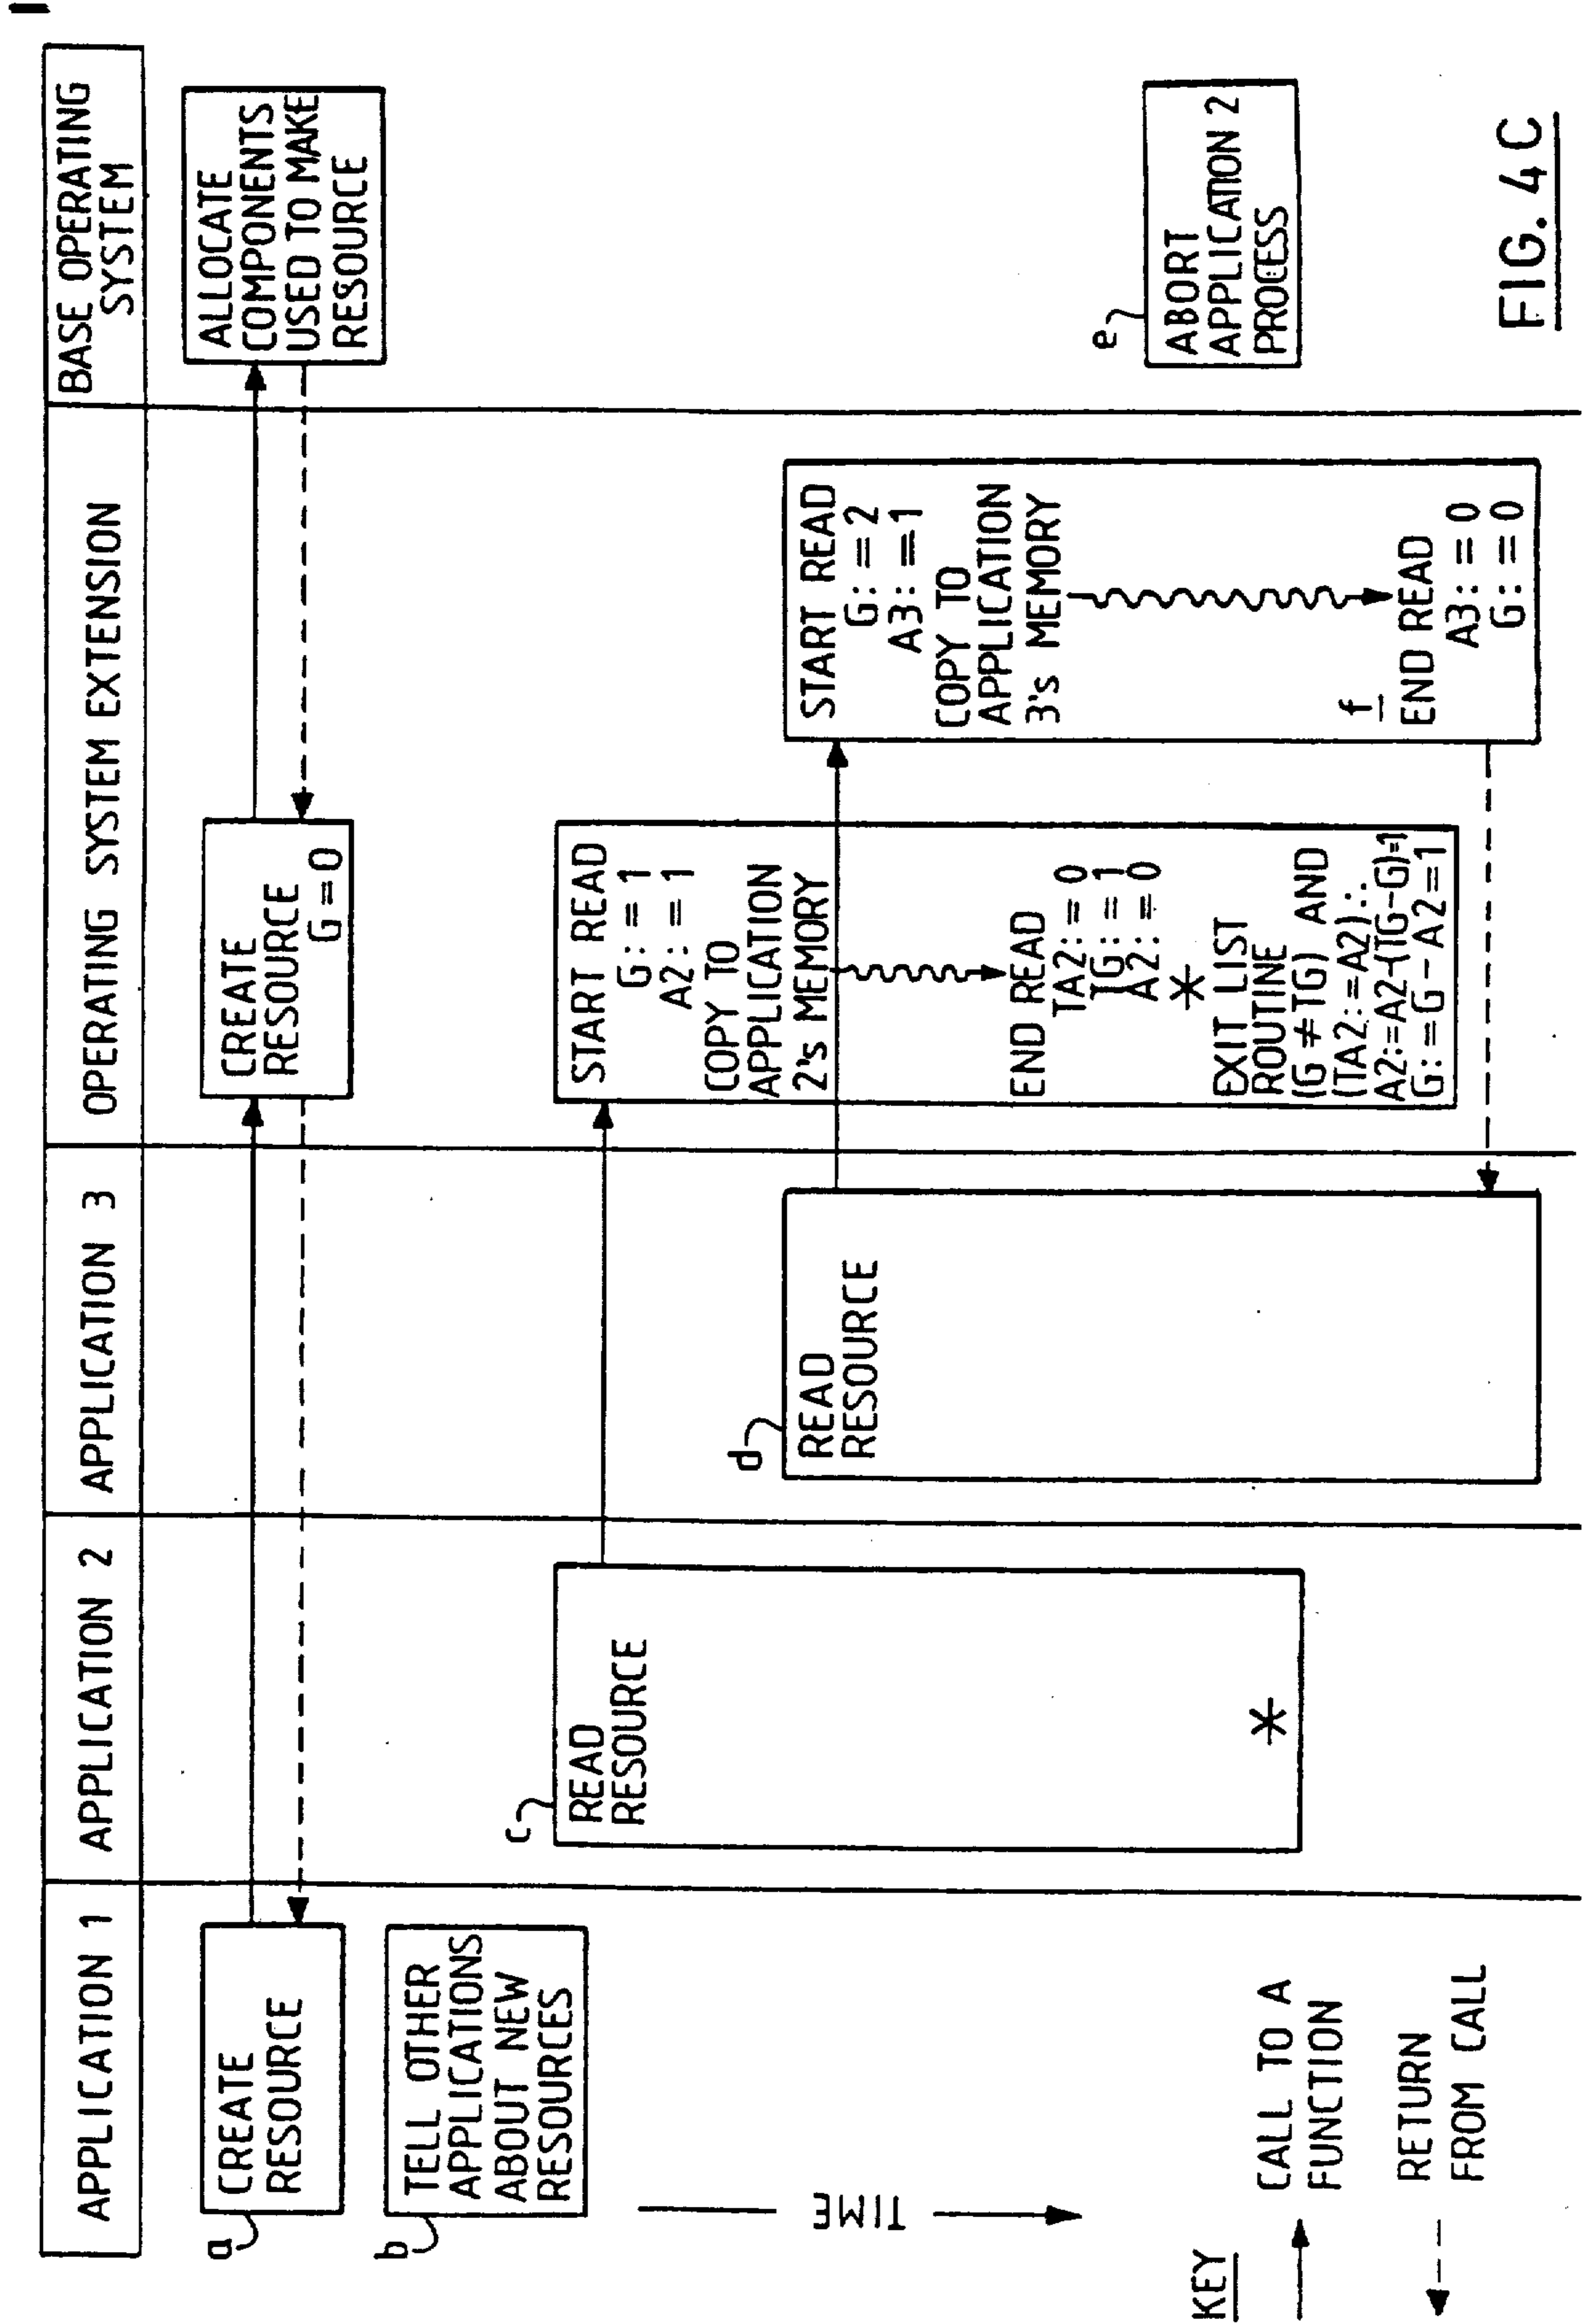 APPLICATION 1
APPLICATION 2
APPLICATION 3
OPERATING SYSTEM EXTENSION
BASE OPERATING
SYSTEM
a
CREATE
RESOURCE
CREATE
RESOURCE
G = 0
ALLOCATE
COMPONENTS
USED TO MAKE
RESOURCE
b
TELL OTHER
APPLICATIONS
ABOUT NEW
RESOURCES
c
READ
RESOURCE
*
START READ
G: = 1
A2: = 1
COPY TO
APPLICATION
2's MEMORY
END READ
TA2: = 0
TG: = 1
A2: = 0
*
EXIT LIST
ROUTINE
(G ≠ TG) AND
(TA2: = A2)∴
A2:=A2-(TG-G)=1
G: = G - A2 = 1
d
READ
RESOURCE
START READ
G: = 2
A3: = 1
COPY TO
APPLICATION
3's MEMORY
f
END READ
A3: = 0
G: = 0
e
ABORT
APPLICATION 2
PROCESS
TIME
KEY
CALL TO A
FUNCTION
RETURN
FROM CALL
FIG. 4C